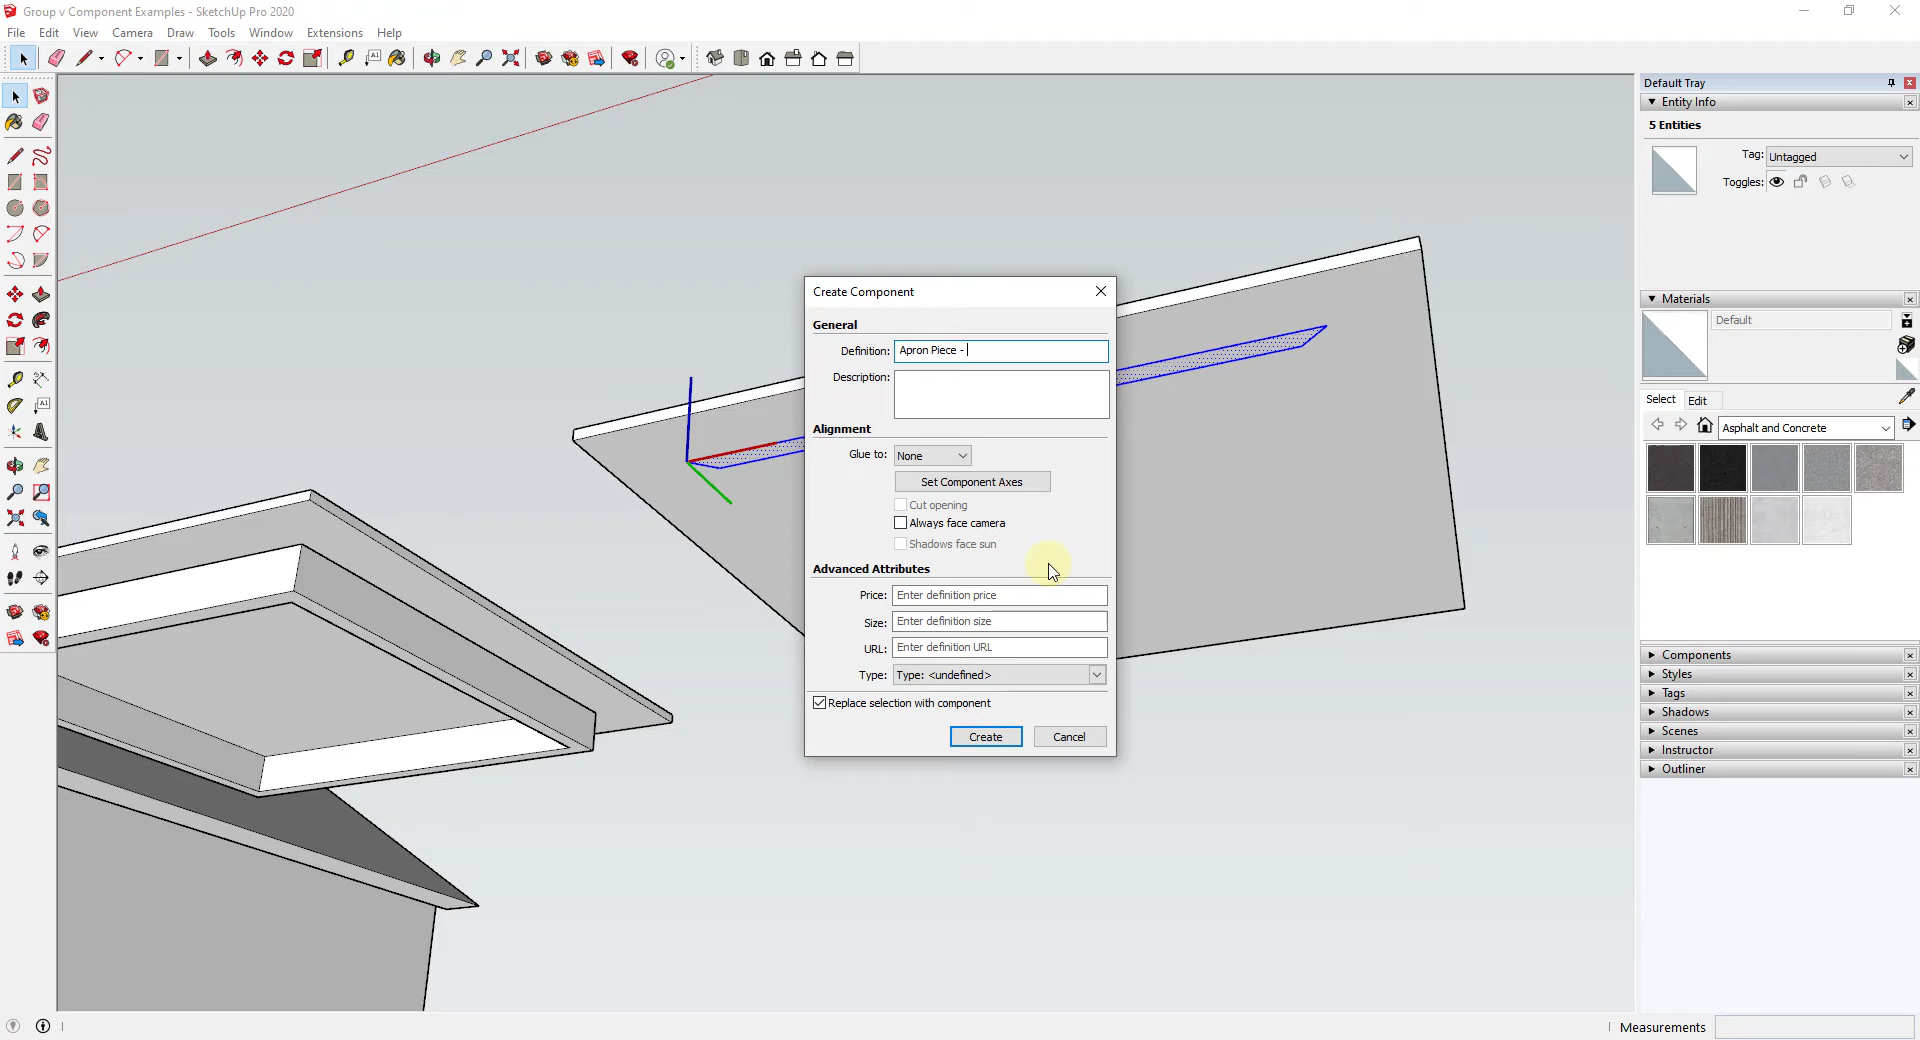 Group v Component Examples - SketchUp Pro 2020
File Edit View Camera Draw Tools Window Extensions Help
Default Tray
Entity Info
5 Entities
Tag: Untagged
Toggles:
Create Component
General
Definition: Apron Piece -
Description:
Alignment
Glue to: None
Set Component Axes
Cut opening
Always face camera
Shadows face sun
Advanced Attributes
Price: Enter definition price
Size: Enter definition size
URL: Enter definition URL
Type: Type: <undefined>
Replace selection with component
Create Cancel
Materials
Default
Select Edit
Asphalt and Concrete
Components
Styles
Tags
Shadows
Scenes
Instructor
Outliner
Measurements